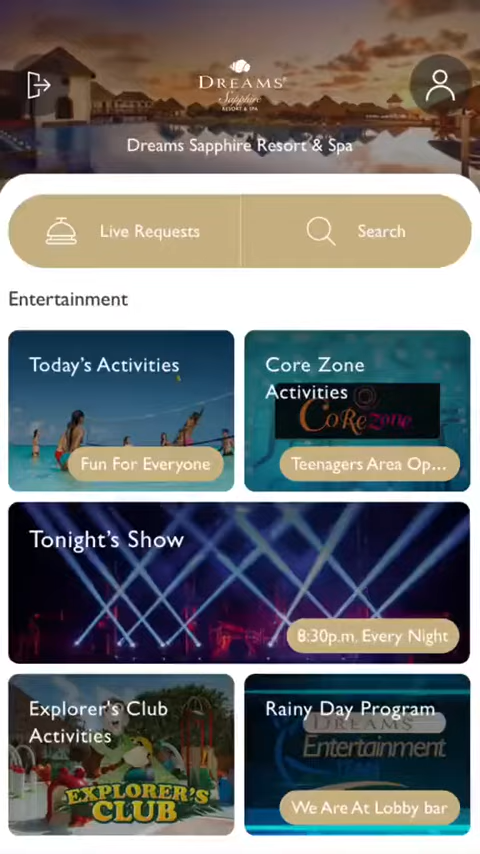 DREAMS
Sapphire
RESORT & SPA
Dreams Sapphire Resort & Spa
Live Requests
Search
Entertainment
Today's Activities
Fun For Everyone
Core Zone
Activities
CoRezone
Teenagers Area Op...
Tonight's Show
8:30p.m. Every Night
Explorer's Club
Activities
EXPLORER'S
CLUB
Rainy Day Program
DREAMS
Entertainment
We Are At Lobby bar